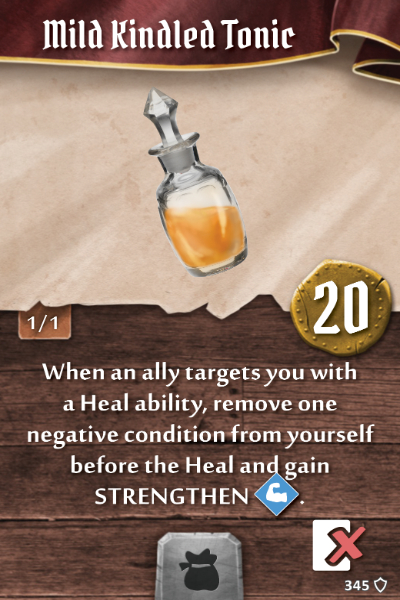 Mild Kindled Tonic
20
1/1
When an ally targets you with
a Heal ability, remove one
negative condition from yourself
before the Heal and gain
STRENGTHEN .
345